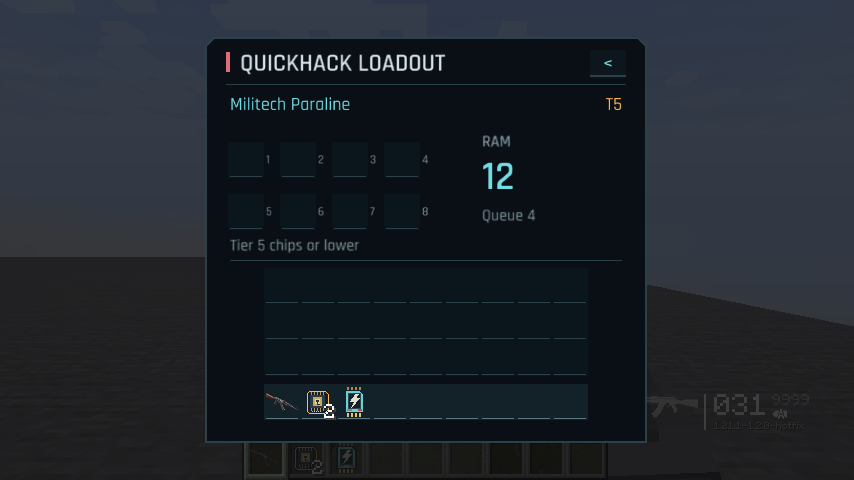 QUICKHACK LOADOUT
<
Militech Paraline
T5
1 2 3 4
RAM
12
5 6 7 8
Queue 4
Tier 5 chips or lower
2
031 9999
2